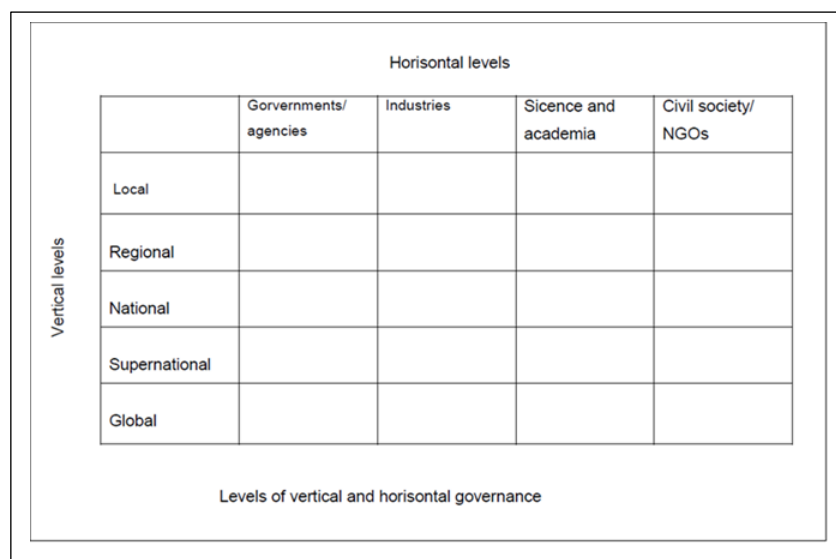 Horisontal levels
Gorvernments/
agencies
Industries
Sicence and
academia
Civil society/
NGOs
Local
Regional
National
Supernational
Global
Vertical levels
Levels of vertical and horisontal governance